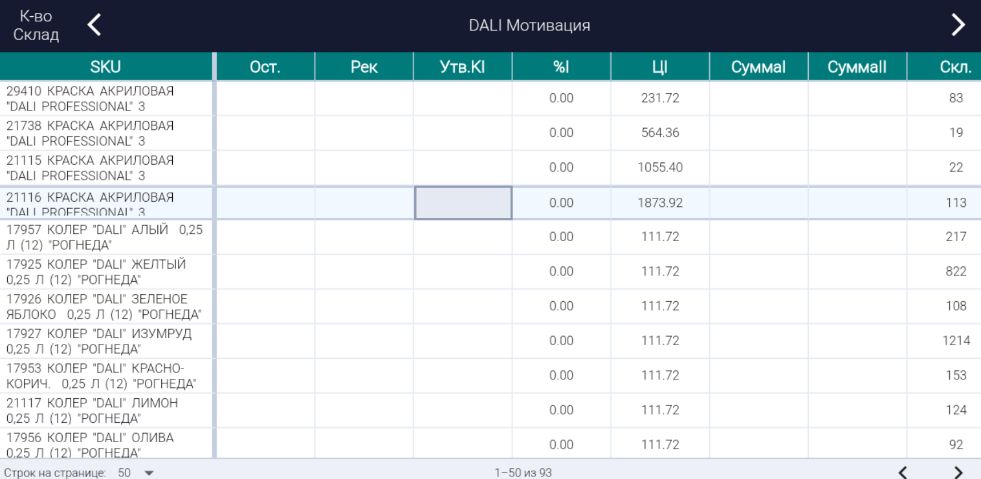 К-во
Склад
DALI Мотивация
SKU Ост. Рек Утв.КI %I ЦI СуммаI СуммаII Скл.
29410 КРАСКА АКРИЛОВАЯ
"DALI PROFESSIONAL" 3
0.00 231.72 83
21738 КРАСКА АКРИЛОВАЯ
"DALI PROFESSIONAL" 3
0.00 564.36 19
21115 КРАСКА АКРИЛОВАЯ
"DALI PROFESSIONAL" 3
0.00 1055.40 22
21116 КРАСКА АКРИЛОВАЯ
"DALI PROFESSIONAL" 3
0.00 1873.92 113
17957 КОЛЕР "DALI" АЛЫЙ 0,25
Л (12) "РОГНЕДА"
0.00 111.72 217
17925 КОЛЕР "DALI" ЖЕЛТЫЙ
0,25 Л (12) "РОГНЕДА"
0.00 111.72 822
17926 КОЛЕР "DALI" ЗЕЛЕНОЕ
ЯБЛОКО 0,25 Л (12) "РОГНЕДА"
0.00 111.72 108
17927 КОЛЕР "DALI" ИЗУМРУД
0,25 Л (12) "РОГНЕДА"
0.00 111.72 1214
17953 КОЛЕР "DALI" КРАСНО-
КОРИЧ. 0,25 Л (12) "РОГНЕДА"
0.00 111.72 153
21117 КОЛЕР "DALI" ЛИМОН
0,25 Л (12) "РОГНЕДА"
0.00 111.72 124
17956 КОЛЕР "DALI" ОЛИВА
0,25 Л (12) "РОГНЕДА"
0.00 111.72 92
Строк на странице: 50 1–50 из 93